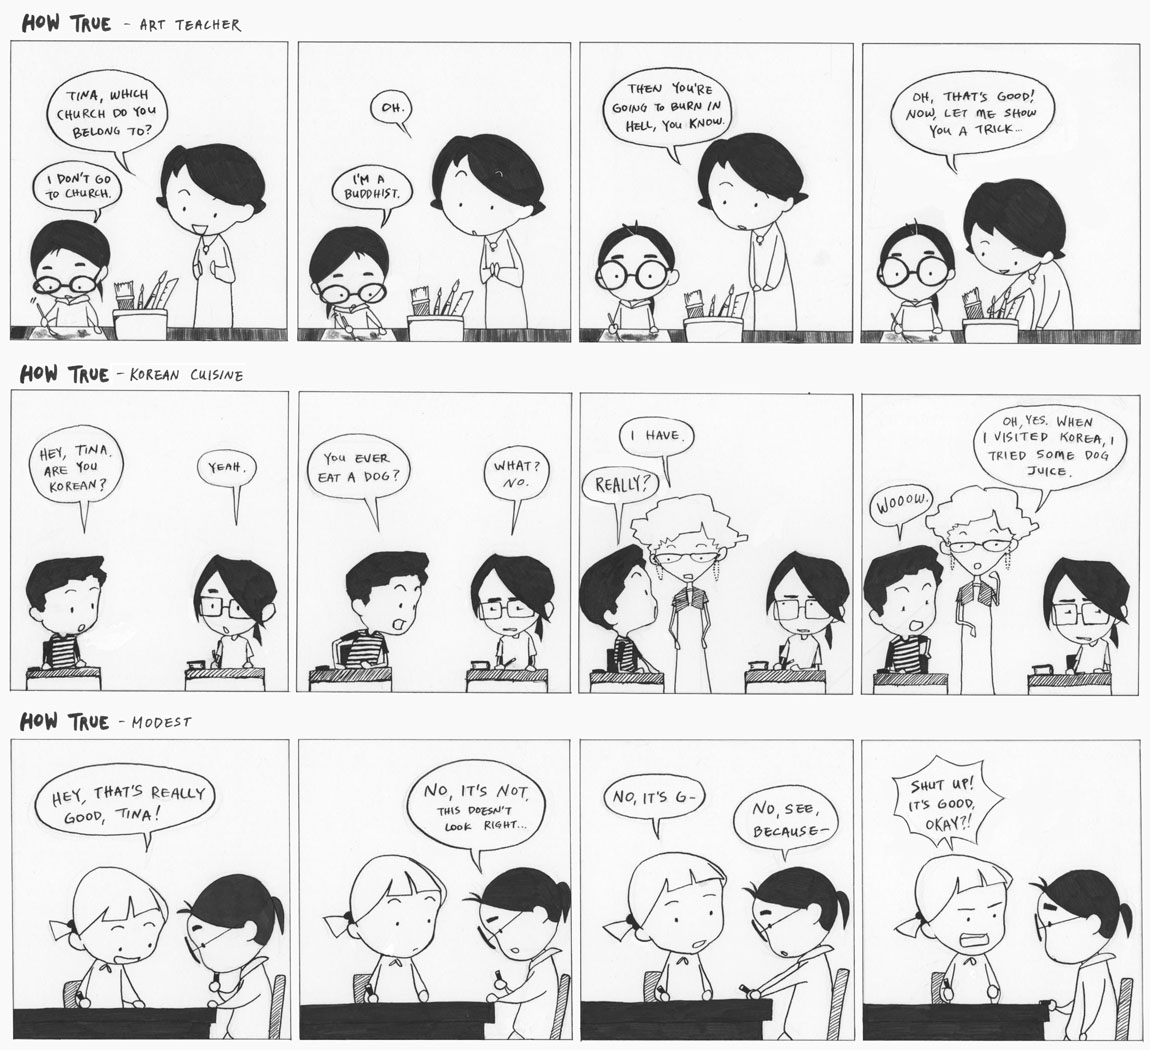 HOW TRUE - ART TEACHER
TINA, WHICH
CHURCH DO YOU
BELONG TO?
I DON'T GO
TO CHURCH.
OH.
I'M A
BUDDHIST.
THEN YOU'RE
GOING TO BURN IN
HELL, YOU KNOW.
OH, THAT'S GOOD!
NOW, LET ME SHOW
YOU A TRICK...
HOW TRUE - KOREAN CUISINE
HEY, TINA.
ARE YOU
KOREAN?
YEAH.
YOU EVER
EAT A DOG?
WHAT?
NO.
I HAVE.
REALLY?
OH, YES. WHEN
I VISITED KOREA, I
TRIED SOME DOG
JUICE.
WOOOW.
HOW TRUE - MODEST
HEY, THAT'S REALLY
GOOD, TINA!
NO, IT'S NOT.
THIS DOESN'T
LOOK RIGHT...
NO, IT'S G-
NO, SEE,
BECAUSE-
SHUT UP!
IT'S GOOD,
OKAY?!